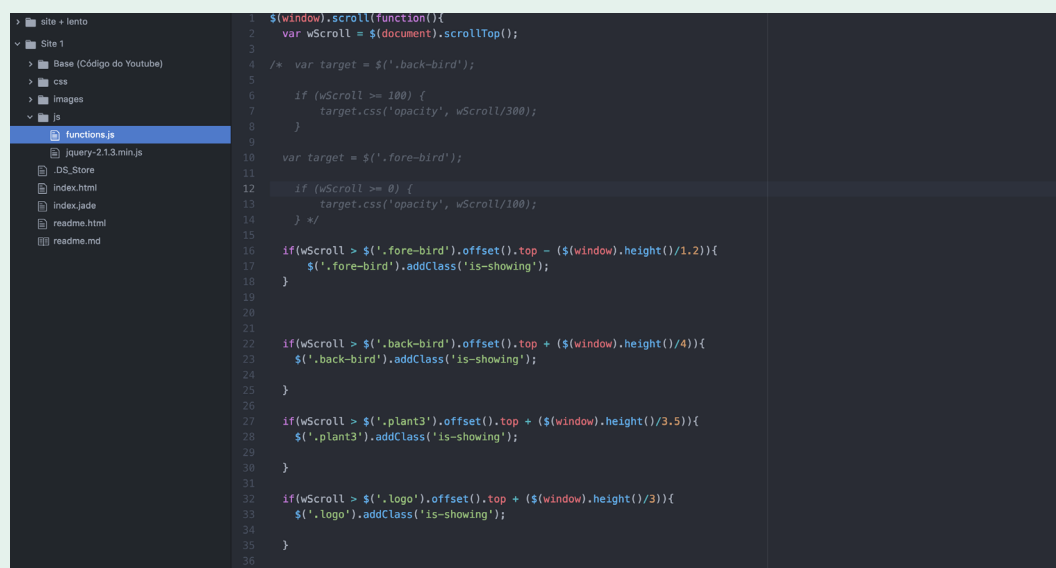 site + lento
Site 1
Base (Código do Youtube)
css
images
js
functions.js
jquery-2.1.3.min.js
.DS_Store
index.html
index.jade
readme.html
readme.md
1 $(window).scroll(function(){
2 var wScroll = $(document).scrollTop();
3
4 /* var target = $('.back-bird');
5
6 if (wScroll >= 100) {
7 target.css('opacity', wScroll/300);
8 }
9
10 var target = $('.fore-bird');
11
12 if (wScroll >= 0) {
13 target.css('opacity', wScroll/100);
14 } */
15
16 if(wScroll > $('.fore-bird').offset().top - ($(window).height()/1.2)){
17 $('.fore-bird').addClass('is-showing');
18 }
19
20
21
22 if(wScroll > $('.back-bird').offset().top + ($(window).height()/4)){
23 $('.back-bird').addClass('is-showing');
24
25 }
26
27 if(wScroll > $('.plant3').offset().top + ($(window).height()/3.5)){
28 $('.plant3').addClass('is-showing');
29
30 }
31
32 if(wScroll > $('.logo').offset().top + ($(window).height()/3)){
33 $('.logo').addClass('is-showing');
34
35 }
36